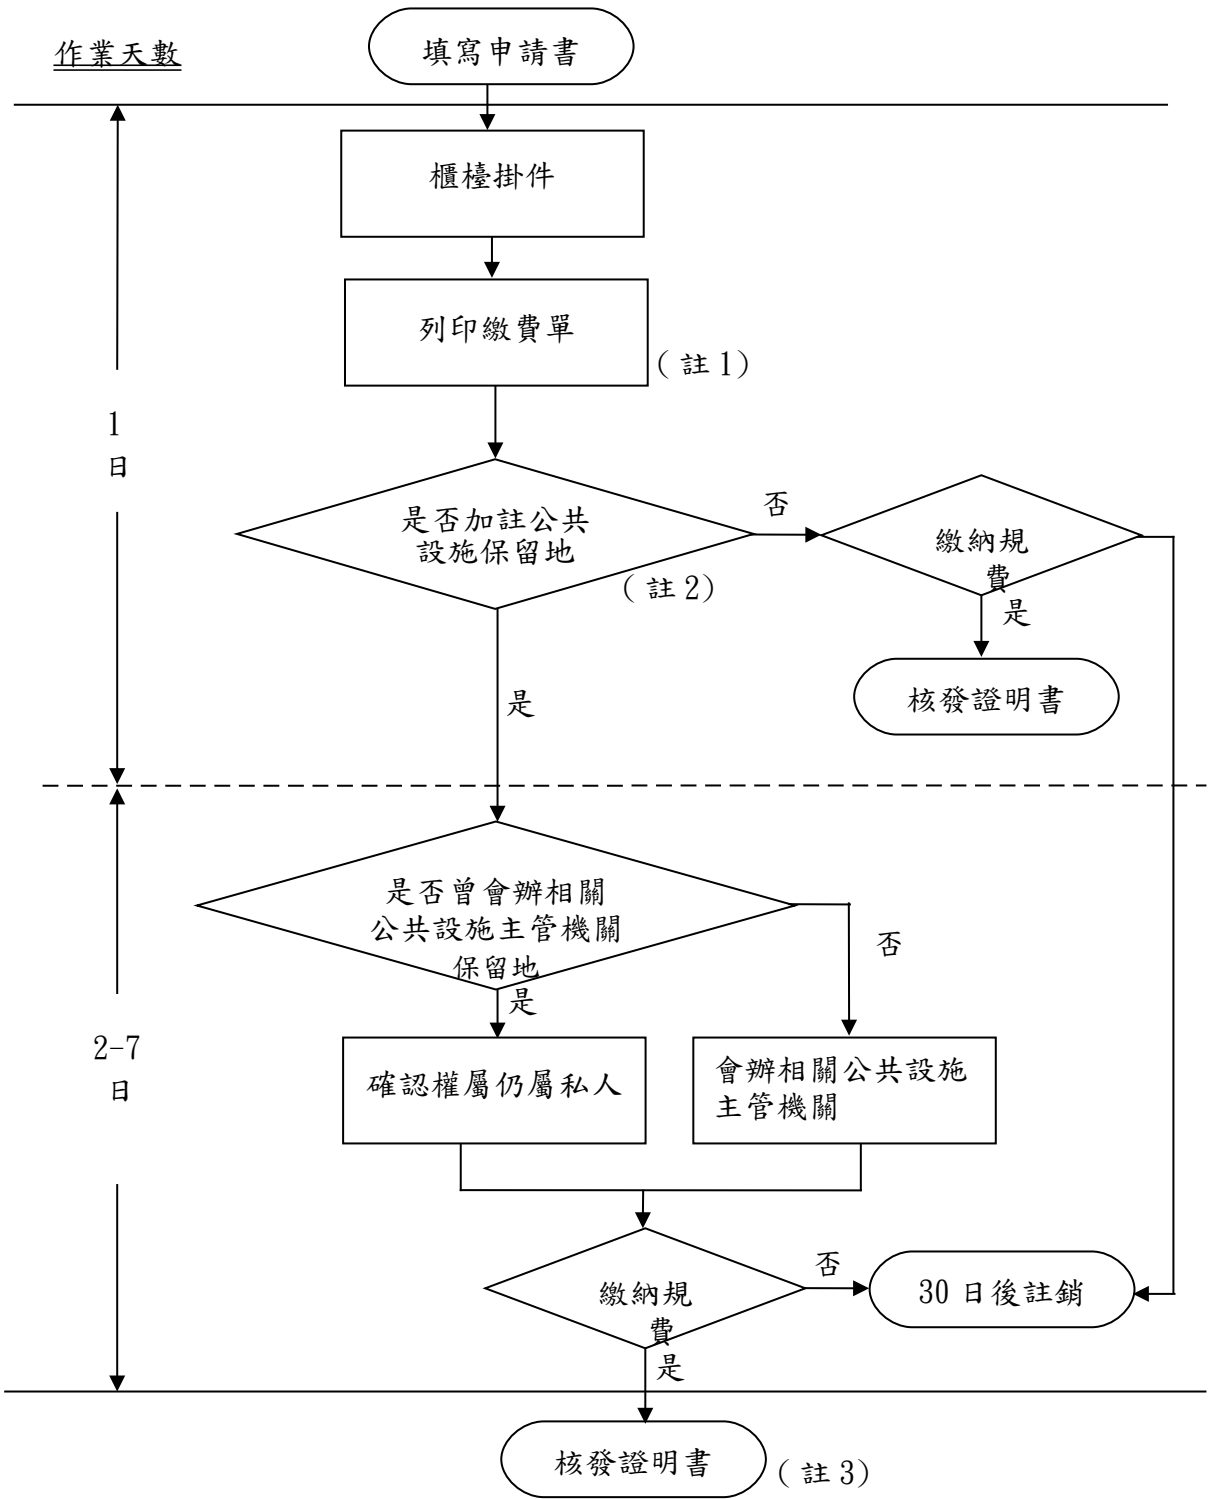 作業天數
填寫申請書
櫃檯掛件
列印繳費單
(註1)
1
日
是否加註公共
設施保留地
(註2)
否
繳納規
費
是
核發證明書
是
是否曾會辦相關
公共設施主管機關
保留地
否
是
2-7
日
確認權屬仍屬私人
會辦相關公共設施
主管機關
繳納規
費
否
30日後註銷
是
核發證明書
(註3)